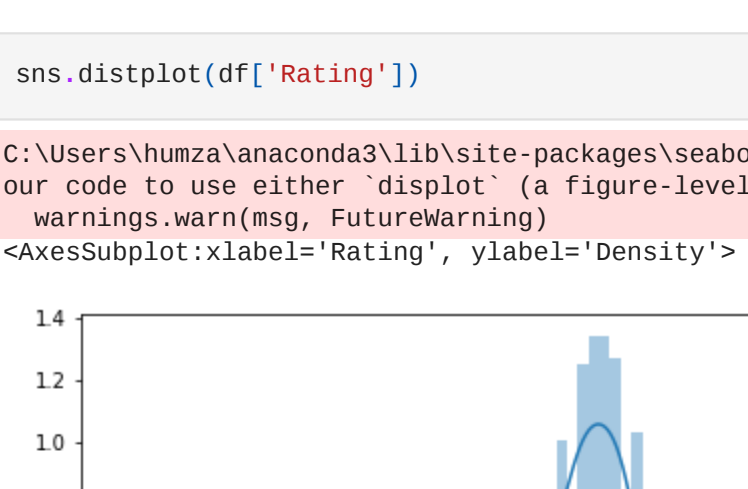 sns.distplot(df['Rating'])
C:\Users\humza\anaconda3\lib\site-packages\seabo
our code to use either `displot` (a figure-level
warnings.warn(msg, FutureWarning)
<AxesSubplot:xlabel='Rating', ylabel='Density'>
1.4
1.2
1.0